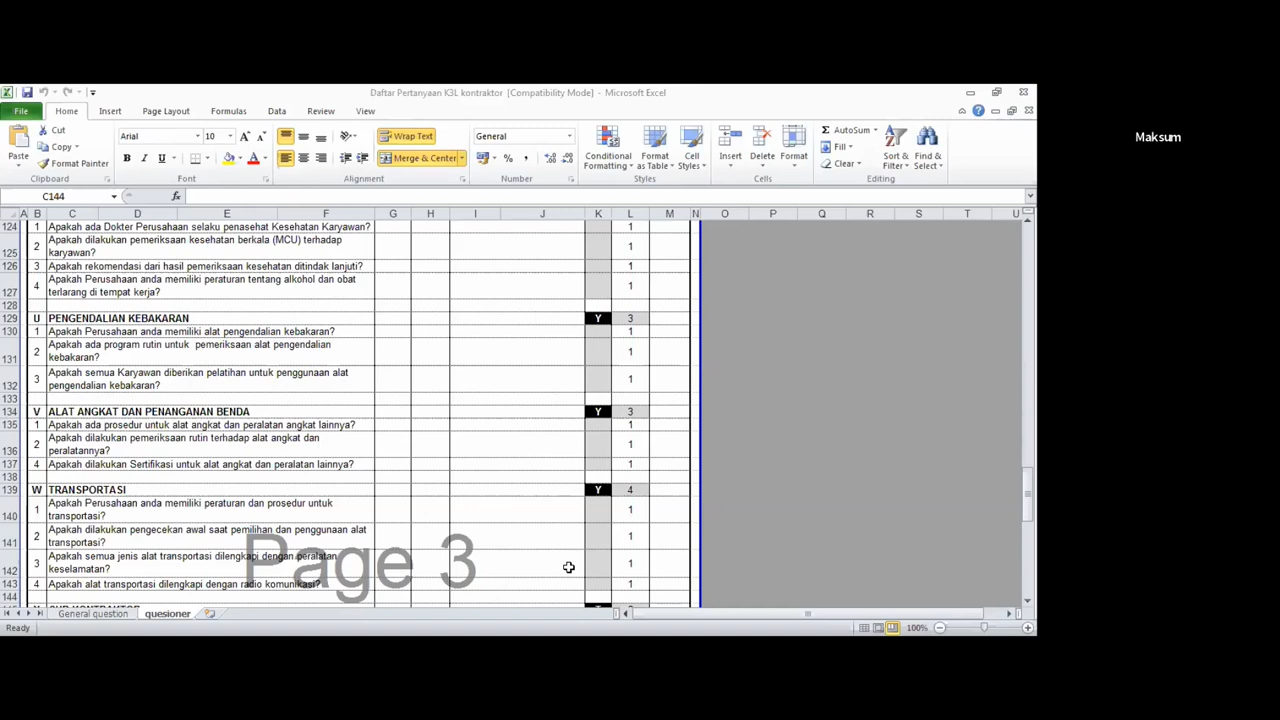 Daftar Pertanyaan K3L kontraktor [Compatibility Mode] - Microsoft Excel
File Home Insert Page Layout Formulas Data Review View
Maksum
Paste Cut Copy Format Painter
Arial 10
Wrap Text
Merge & Center
General
Conditional Formatting Format as Table Cell Styles Insert Delete Format
AutoSum Fill Clear Sort & Filter Find & Select
Clipboard Font Alignment Number Styles Cells Editing
C144 fx
A B C D E F G H I J K L M N O P Q R S T U
124 1 Apakah ada Dokter Perusahaan selaku penasehat Kesehatan Karyawan? 1
125 2 Apakah dilakukan pemeriksaan kesehatan berkala (MCU) terhadap
karyawan? 1
126 3 Apakah rekomendasi dari hasil pemeriksaan kesehatan ditindak lanjuti? 1
127 4 Apakah Perusahaan anda memiliki peraturan tentang alkohol dan obat
terlarang di tempat kerja? 1
128
129 U PENGENDALIAN KEBAKARAN Y 3
130 1 Apakah Perusahaan anda memiliki alat pengendalian kebakaran? 1
131 2 Apakah ada program rutin untuk pemeriksaan alat pengendalian
kebakaran? 1
132 3 Apakah semua Karyawan diberikan pelatihan untuk penggunaan alat
pengendalian kebakaran? 1
133
134 V ALAT ANGKAT DAN PENANGANAN BENDA Y 3
135 1 Apakah ada prosedur untuk alat angkat dan peralatan angkat lainnya? 1
136 2 Apakah dilakukan pemeriksaan rutin terhadap alat angkat dan
peralatannya? 1
137 4 Apakah dilakukan Sertifikasi untuk alat angkat dan peralatan lainnya? 1
138
139 W TRANSPORTASI Y 4
140 1 Apakah Perusahaan anda memiliki peraturan dan prosedur untuk
transportasi? 1
141 2 Apakah dilakukan pengecekan awal saat pemilihan dan penggunaan alat
transportasi? 1
142 3 Apakah semua jenis alat transportasi dilengkapi dengan peralatan
keselamatan? 1
143 4 Apakah alat transportasi dilengkapi dengan radio komunikasi? 1
144
Page 3
General question quesioner
Ready 100%